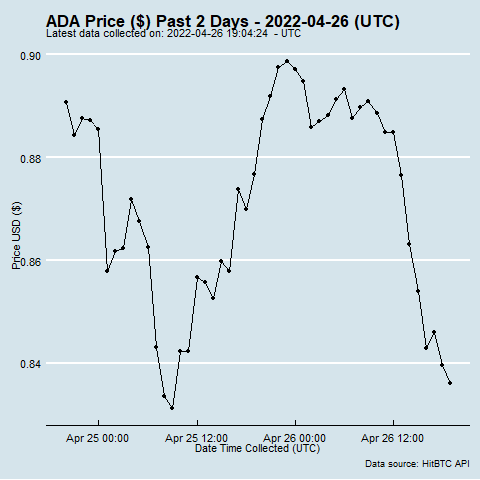 ADA Price ($) Past 2 Days - 2022-04-26 (UTC)
Latest data collected on: 2022-04-26 19:04:24 - UTC
0.90
0.88
0.86
0.84
Price USD ($)
Apr 25 00:00 Apr 25 12:00 Apr 26 00:00 Apr 26 12:00
Date Time Collected (UTC)
Data source: HitBTC API